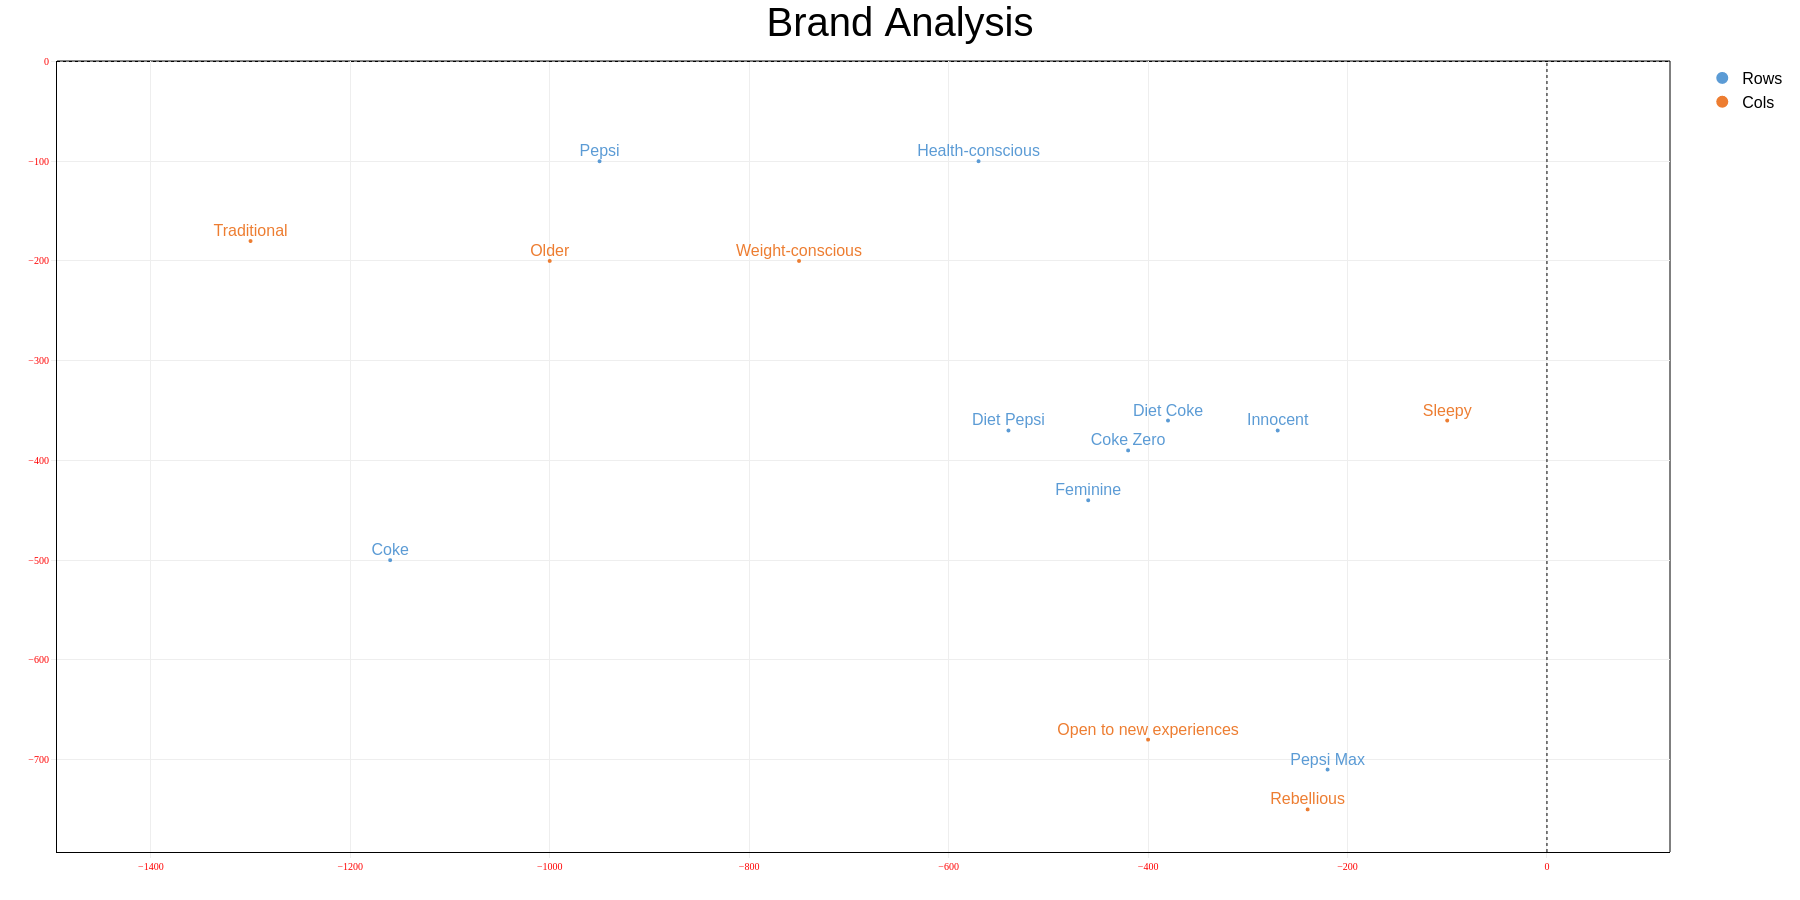 Brand Analysis
Rows
Cols
0
−100
−200
−300
−400
−500
−600
−700
Pepsi
Health-conscious
Traditional
Older
Weight-conscious
Diet Pepsi
Diet Coke
Innocent
Sleepy
Coke Zero
Feminine
Coke
Open to new experiences
Pepsi Max
Rebellious
−1400
−1200
−1000
−800
−600
−400
−200
0